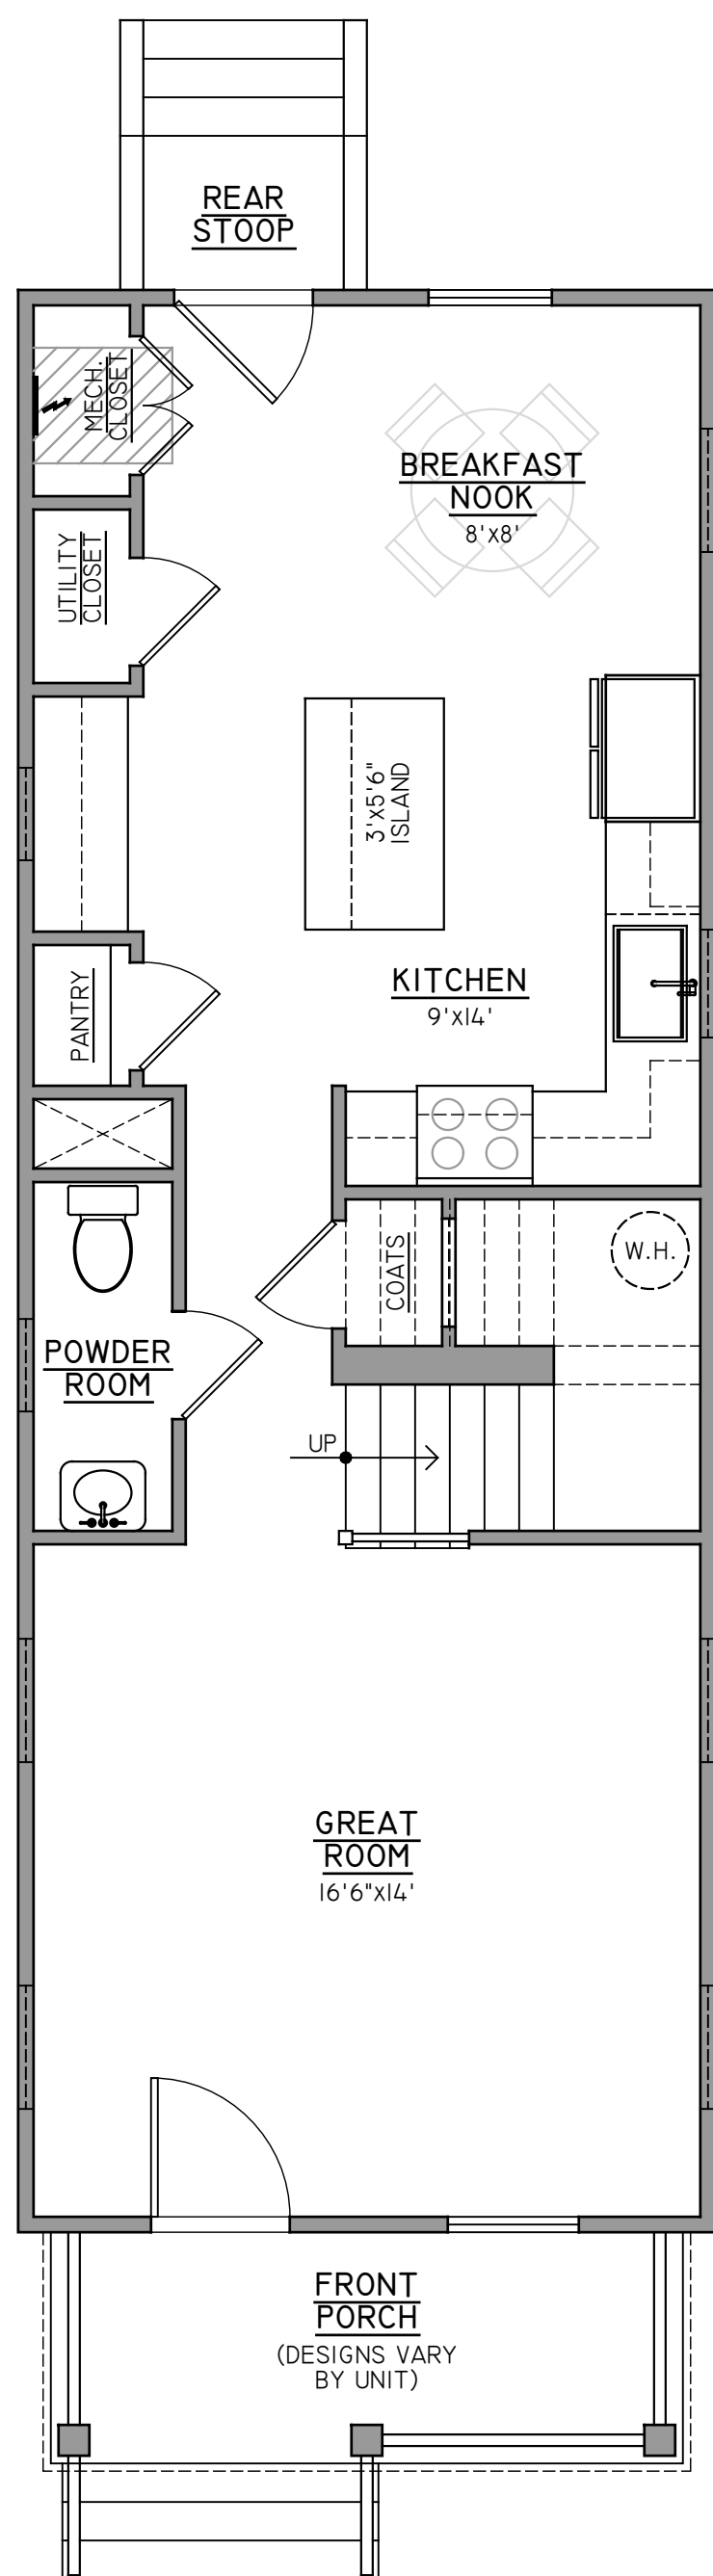 REAR
STOOP
MECH.
CLOSET
BREAKFAST
NOOK
8'x8'
UTILITY
CLOSET
3'x5'6"
ISLAND
KITCHEN
9'x14'
PANTRY
COATS
W.H.
POWDER
ROOM
UP
GREAT
ROOM
16'6"x14'
FRONT
PORCH
(DESIGNS VARY
BY UNIT)